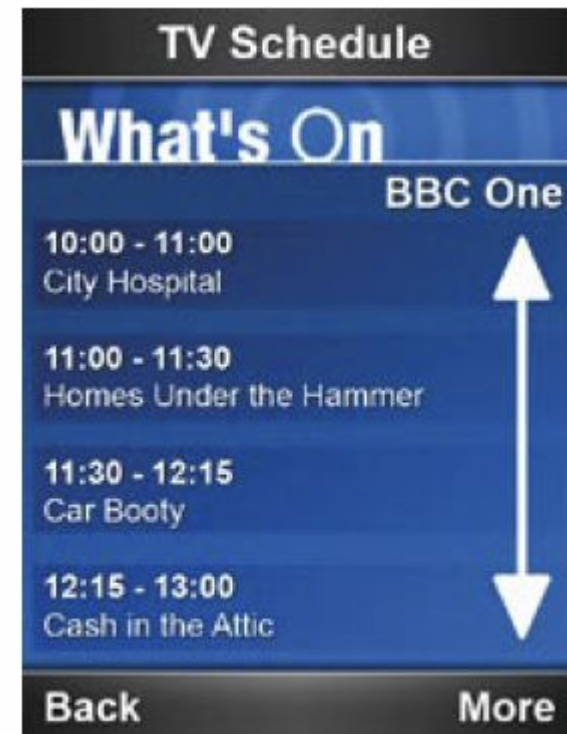 TV Schedule
What's On
BBC One
10:00 - 11:00
City Hospital
11:00 - 11:30
Homes Under the Hammer
11:30 - 12:15
Car Booty
12:15 - 13:00
Cash in the Attic
Back More